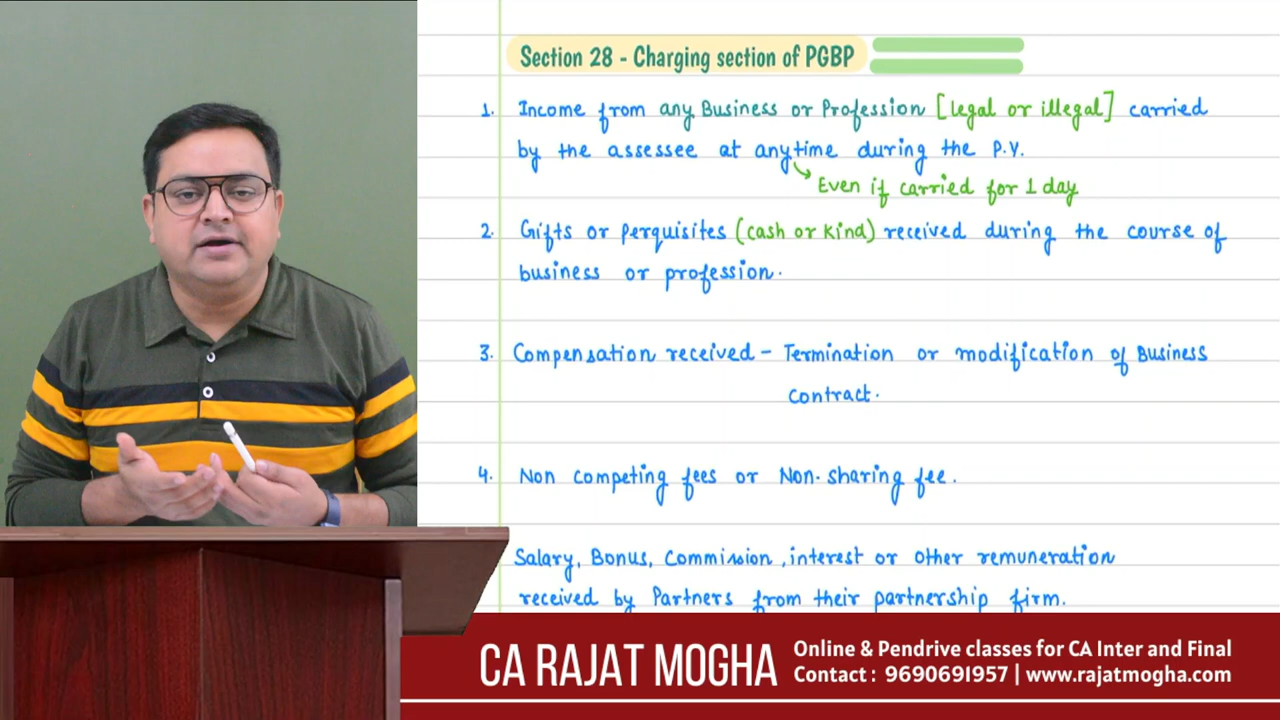 Section 28 - Charging section of PGBP
1. Income from any Business or Profession [legal or illegal] carried
by the assessee at anytime during the P.Y.
Even if carried for 1 day
2. Gifts or perquisites (cash or kind) received during the course of
business or profession.
3. Compensation received - Termination or modification of Business
contract.
4. Non competing fees or Non-sharing fee.
Salary, Bonus, Commission, interest or other remuneration
received by Partners from their partnership firm.
CA RAJAT MOGHA
Online & Pendrive classes for CA Inter and Final
Contact : 9690691957 | www.rajatmogha.com